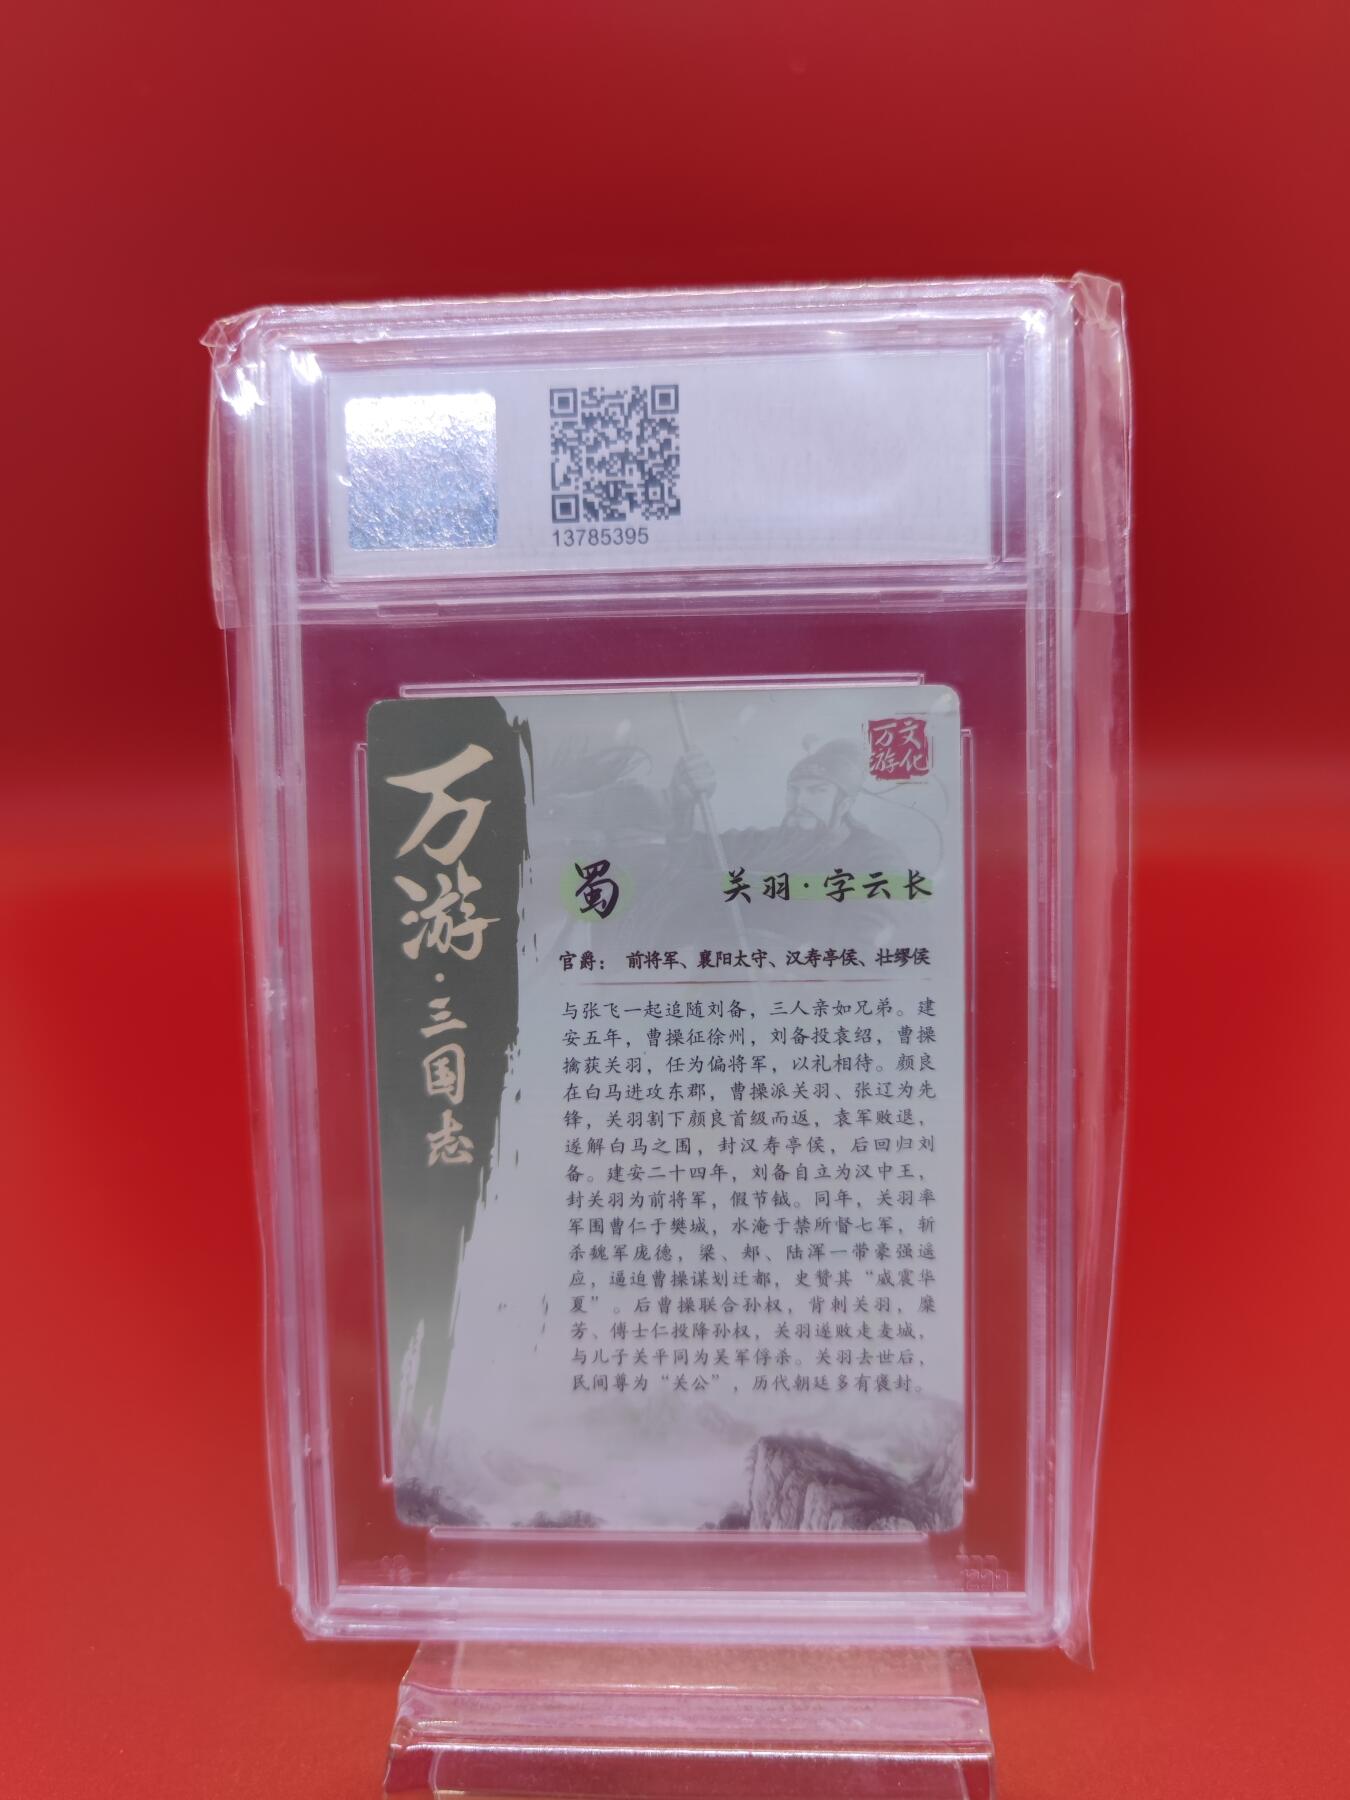 13785395
万游·三国志
万文
游化
蜀
关羽·字云长
官爵： 前将军、襄阳太守、汉寿亭侯、壮缪侯
与张飞一起追随刘备，三人亲如兄弟。建
安五年，曹操征徐州，刘备投袁绍，曹操
擒获关羽，任为偏将军，以礼相待。颜良
在白马进攻东郡，曹操派关羽、张辽为先
锋，关羽割下颜良首级而返，袁军败退，
遂解白马之围，封汉寿亭侯，后回归刘
备。建安二十四年，刘备自立为汉中王，
封关羽为前将军，假节钺。同年，关羽率
军围曹仁于樊城，水淹于禁所督七军，斩
杀魏军庞德，梁、郏、陆浑一带豪强遥
应，逼迫曹操谋划迁都，史赞其“威震华
夏”。后曹操联合孙权，背刺关羽，糜
芳、傅士仁投降孙权，关羽遂败走麦城，
与儿子关平同为吴军俘杀。关羽去世后，
民间尊为“关公”，历代朝廷多有褒封。